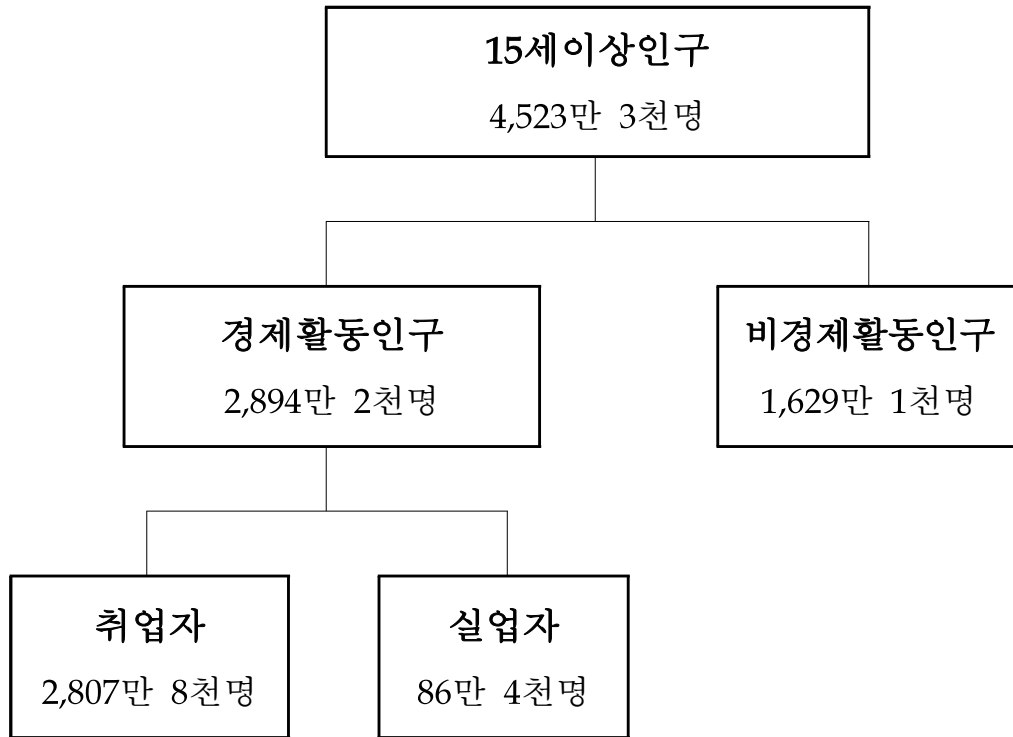 15세이상인구
4,523만 3천명
경제활동인구
2,894만 2천명
비경제활동인구
1,629만 1천명
취업자
2,807만 8천명
실업자
86만 4천명